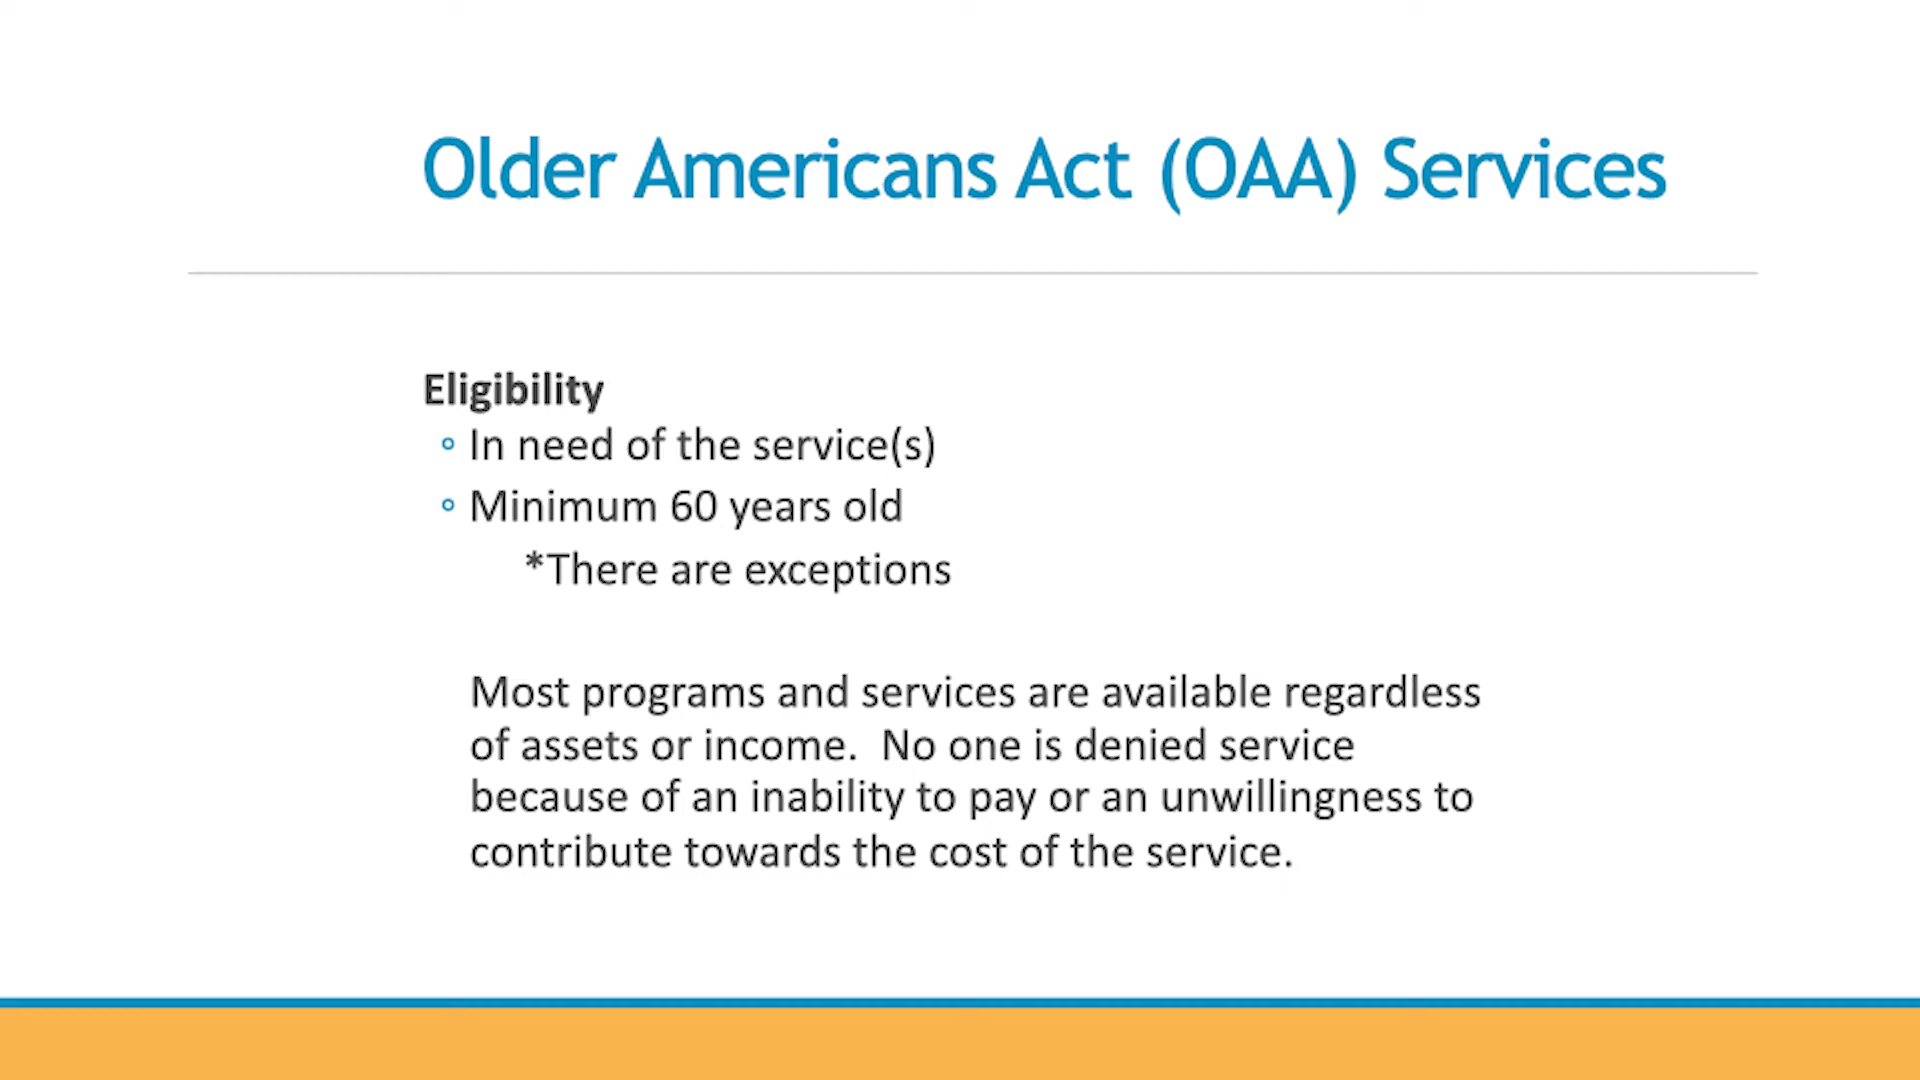 Older Americans Act (OAA) Services
Eligibility
◦ In need of the service(s)
◦ Minimum 60 years old
*There are exceptions
Most programs and services are available regardless
of assets or income.  No one is denied service
because of an inability to pay or an unwillingness to
contribute towards the cost of the service.